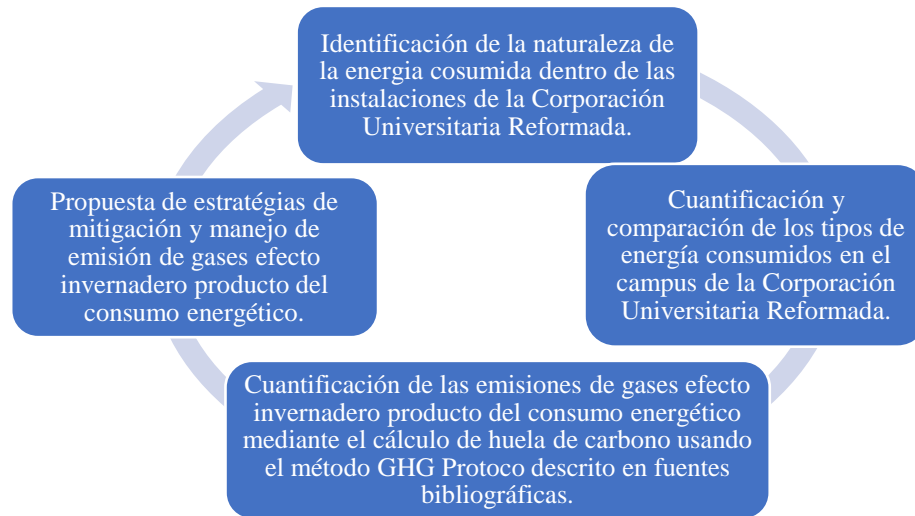 Identificación de la naturaleza de
la energia cosumida dentro de las
instalaciones de la Corporación
Universitaria Reformada.
Cuantificación y
comparación de los tipos de
energía consumidos en el
campus de la Corporación
Universitaria Reformada.
Cuantificación de las emisiones de gases efecto
invernadero producto del consumo energético
mediante el cálculo de huela de carbono usando
el método GHG Protoco descrito en fuentes
bibliográficas.
Propuesta de estratégias de
mitigación y manejo de
emisión de gases efecto
invernadero producto del
consumo energético.